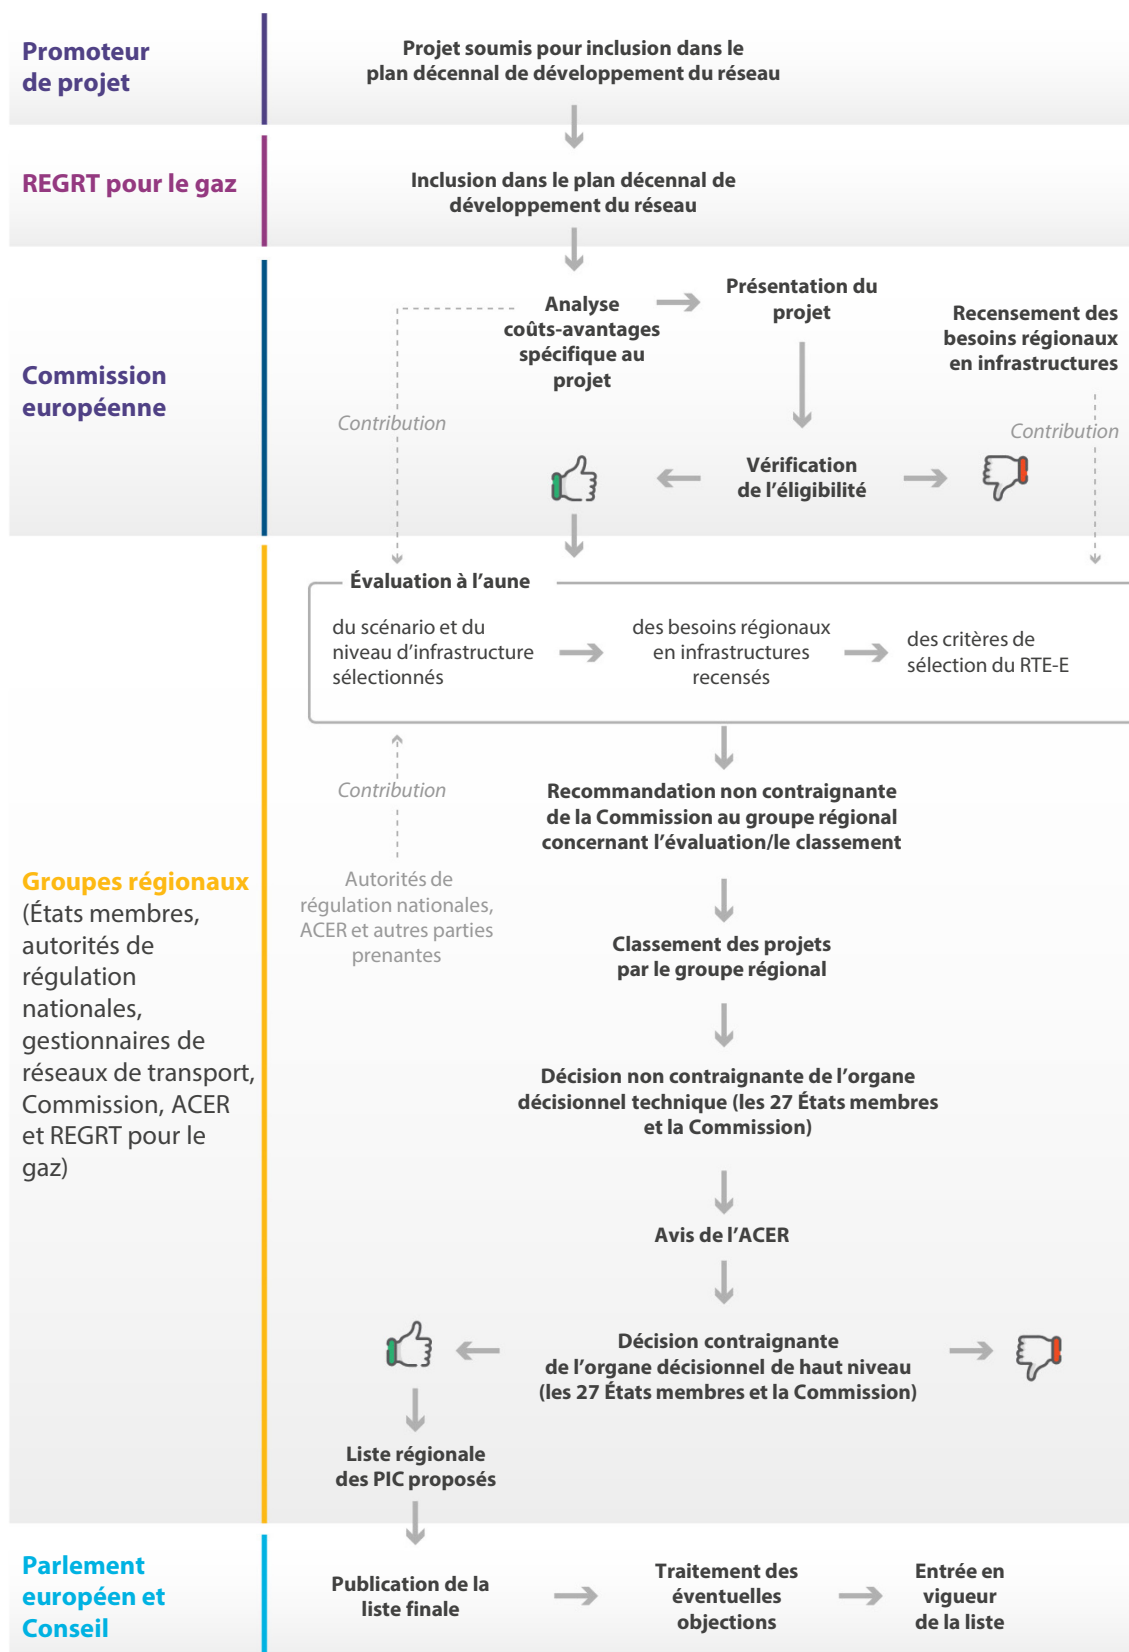 Promoteur
de projet
Projet soumis pour inclusion dans le
plan décennal de développement du réseau
REGRT pour le gaz
Inclusion dans le plan décennal de
développement du réseau
Commission
européenne
Analyse
coûts-avantages
spécifique au
projet
Présentation du
projet
Recensement des
besoins régionaux
en infrastructures
Contribution
Contribution
Vérification
de l’éligibilité
Groupes régionaux
(États membres,
autorités de
régulation
nationales,
gestionnaires de
réseaux de transport,
Commission, ACER
et REGRT pour le
gaz)
Évaluation à l’aune
du scénario et du
niveau d’infrastructure
sélectionnés
des besoins régionaux
en infrastructures
recensés
des critères de
sélection du RTE-E
Contribution
Autorités de
régulation nationales,
ACER et autres parties
prenantes
Recommandation non contraignante
de la Commission au groupe régional
concernant l’évaluation/le classement
Classement des projets
par le groupe régional
Décision non contraignante de l’organe
décisionnel technique (les 27 États membres
et la Commission)
Avis de l’ACER
Décision contraignante
de l’organe décisionnel de haut niveau
(les 27 États membres et la Commission)
Liste régionale
des PIC proposés
Parlement
européen et
Conseil
Publication de la
liste finale
Traitement des
éventuelles
objections
Entrée en
vigueur
de la liste